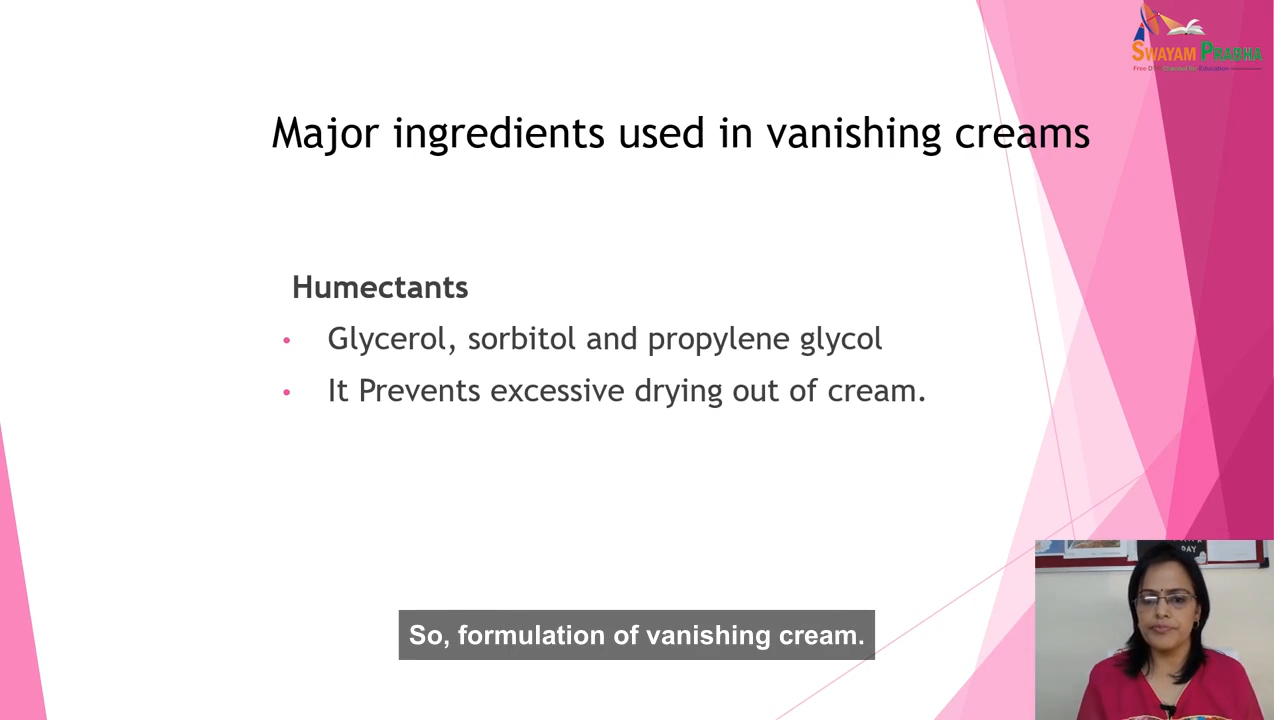 SWAYAM PRABHA
Major ingredients used in vanishing creams
Humectants
• Glycerol, sorbitol and propylene glycol
• It Prevents excessive drying out of cream.
DAY
So, formulation of vanishing cream.